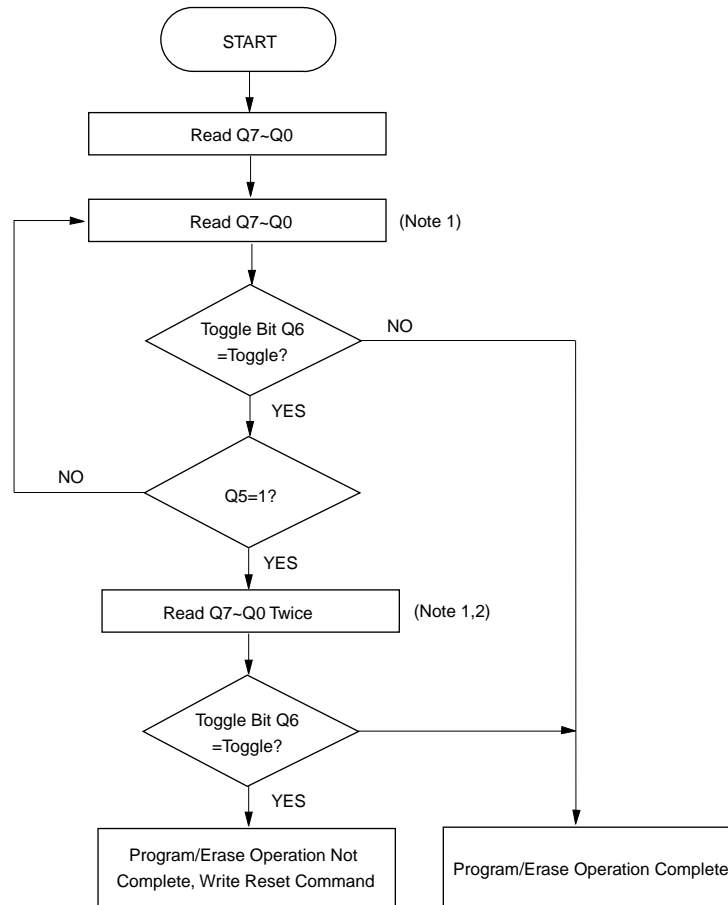 START
Read Q7~Q0
Read Q7~Q0
(Note 1)
Toggle Bit Q6
=Toggle?
NO
YES
NO
Q5=1?
YES
Read Q7~Q0 Twice
(Note 1,2)
Toggle Bit Q6
=Toggle?
YES
Program/Erase Operation Not
Complete, Write Reset Command
Program/Erase Operation Complete